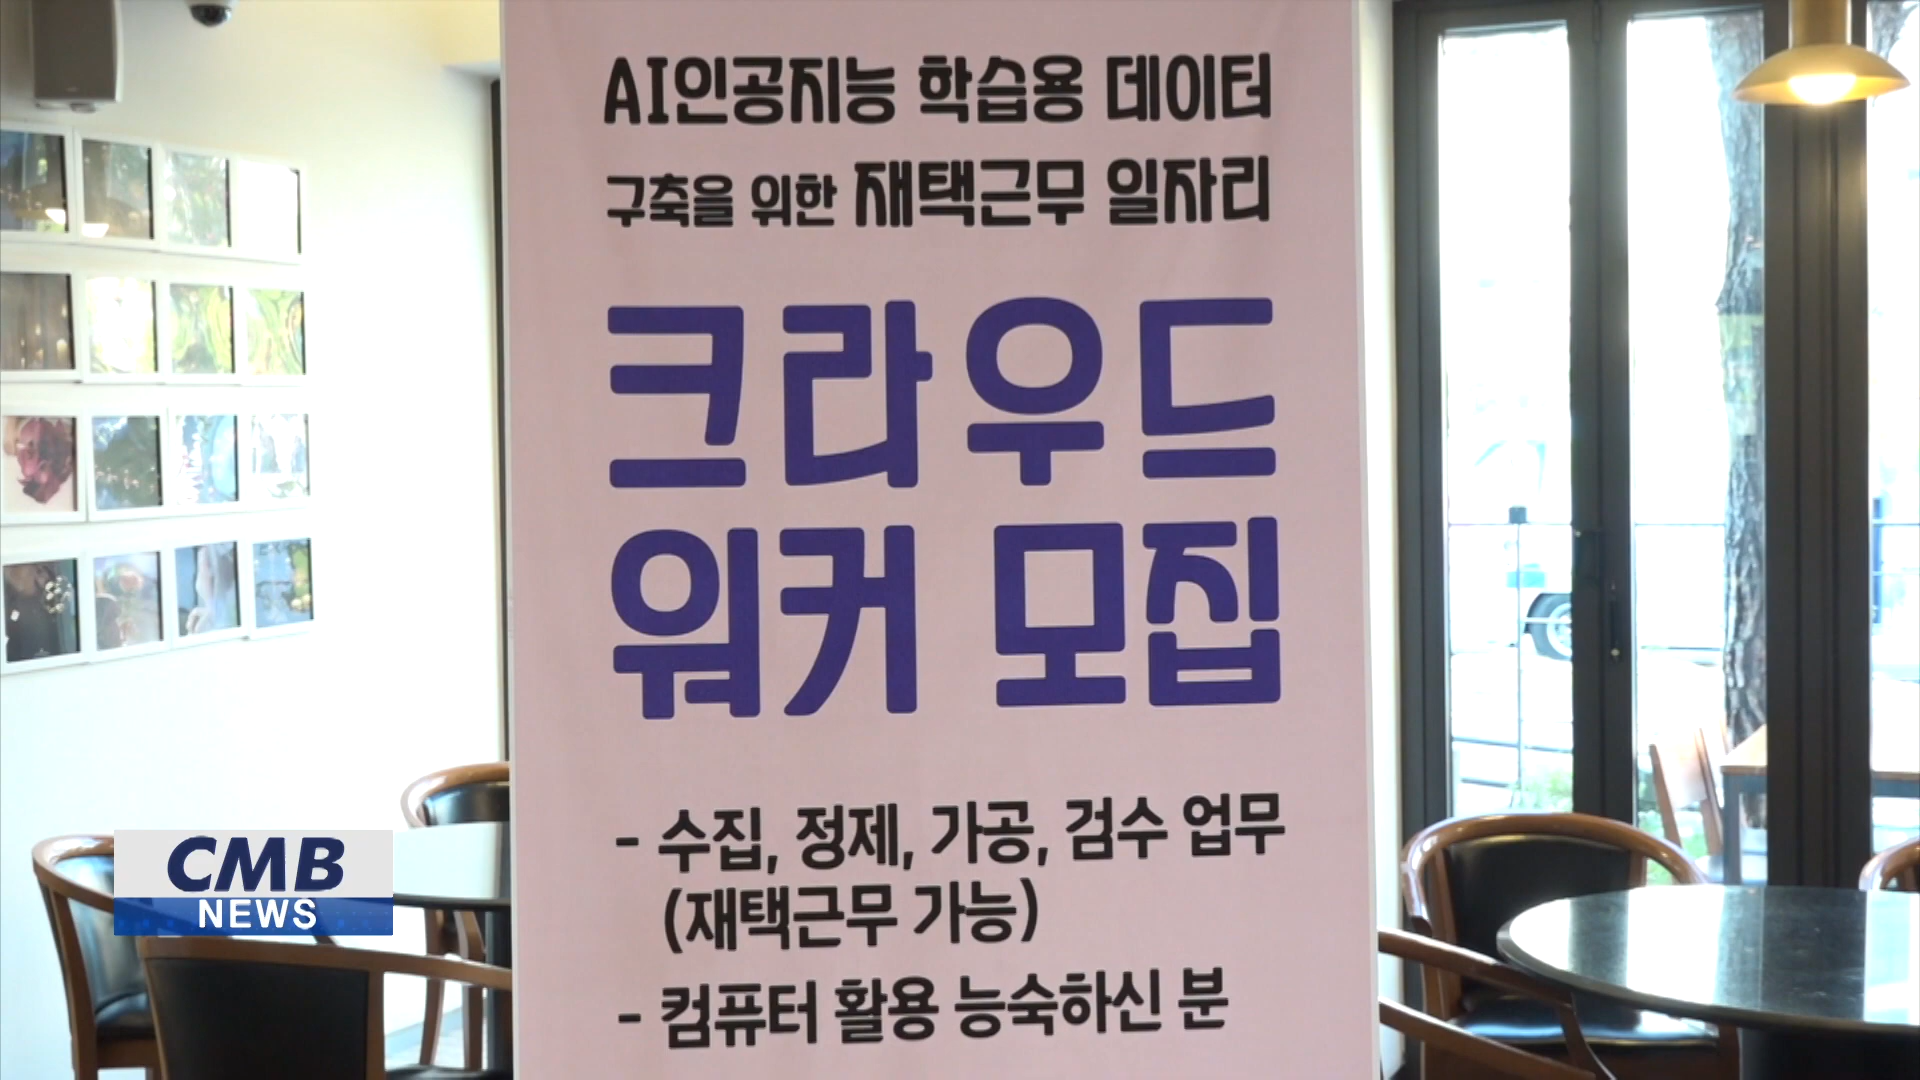 AI인공지능 학습용 데이터
구축을 위한 재택근무 일자리
크라우드
워커 모집
- 수집, 정제, 가공, 검수 업무
(재택근무 가능)
- 컴퓨터 활용 능숙하신 분
CMB
NEWS